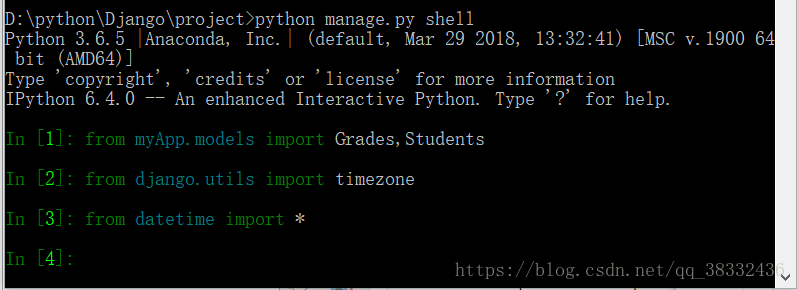 D:\python\Django\project>python manage.py shell
Python 3.6.5 |Anaconda, Inc.| (default, Mar 29 2018, 13:32:41) [MSC v.1900 64
 bit (AMD64)]
Type 'copyright', 'credits' or 'license' for more information
IPython 6.4.0 -- An enhanced Interactive Python. Type '?' for help.
In [1]: from myApp.models import Grades,Students
In [2]: from django.utils import timezone
In [3]: from datetime import *
In [4]:
https://blog.csdn.net/qq_38332436